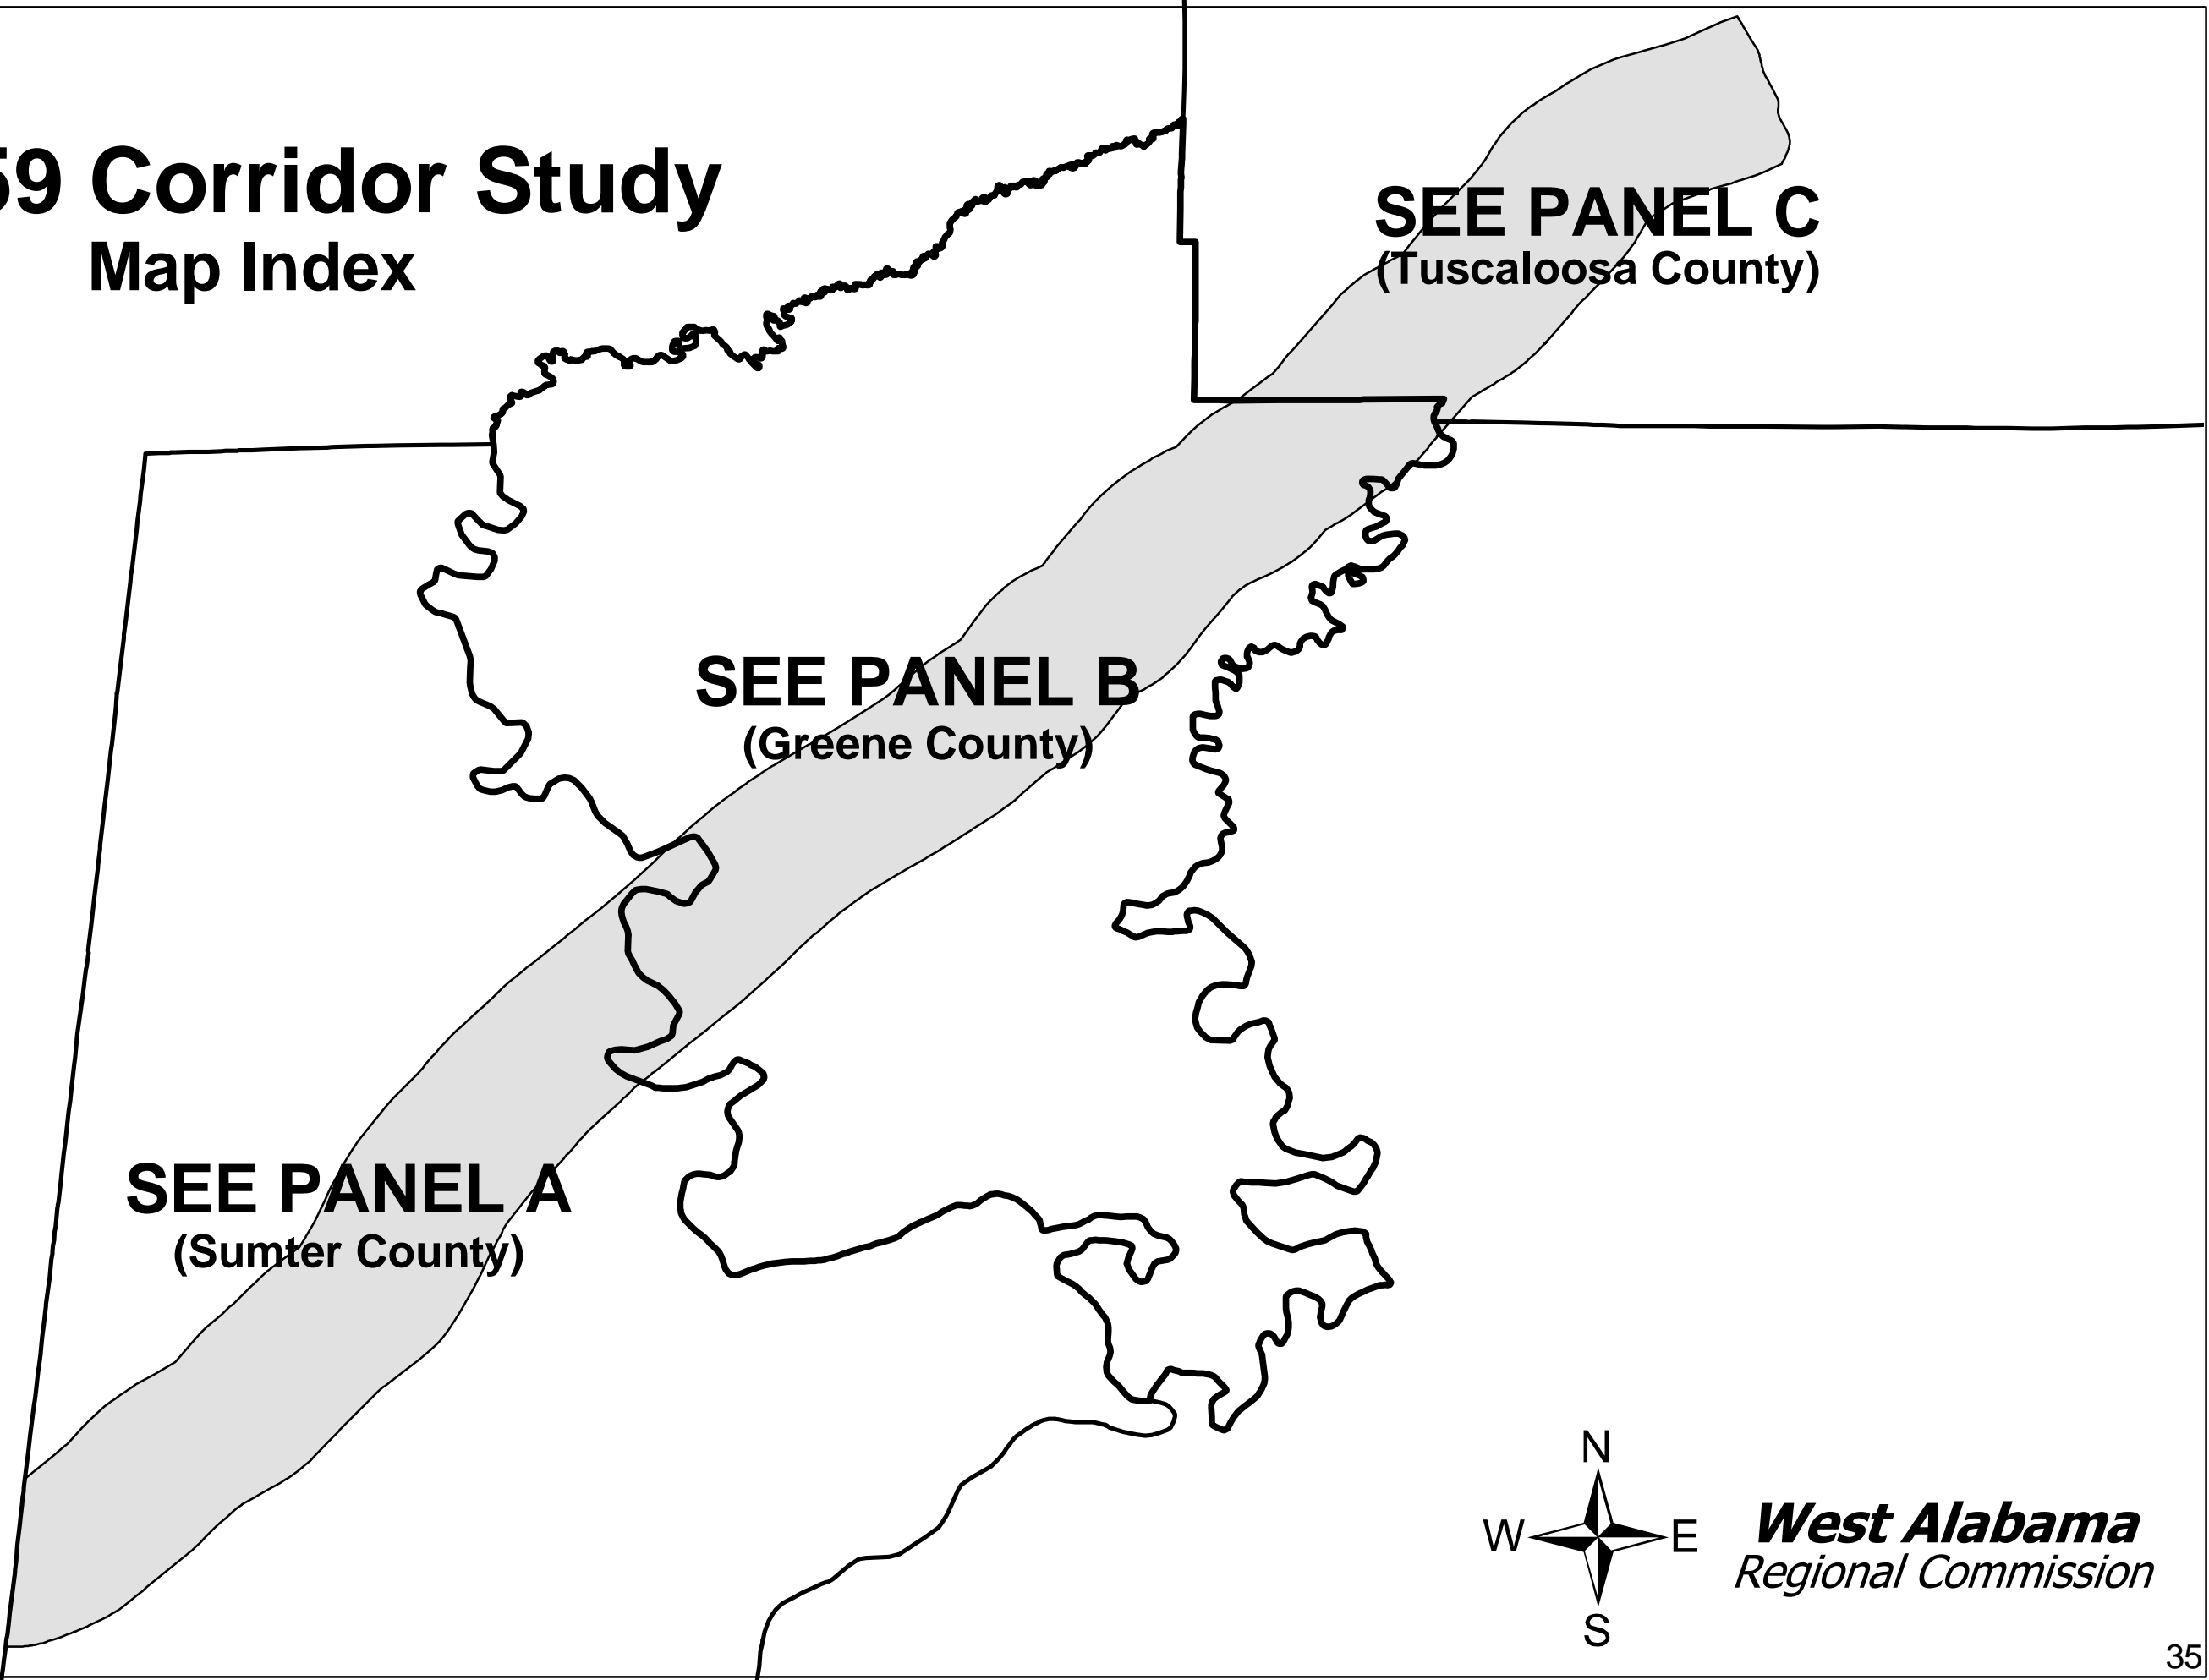 59 Corridor Study
Map Index
SEE PANEL C
(Tuscaloosa County)
SEE PANEL B
(Greene County)
SEE PANEL A
(Sumter County)
N
W
E
S
West Alabama
Regional Commission
35